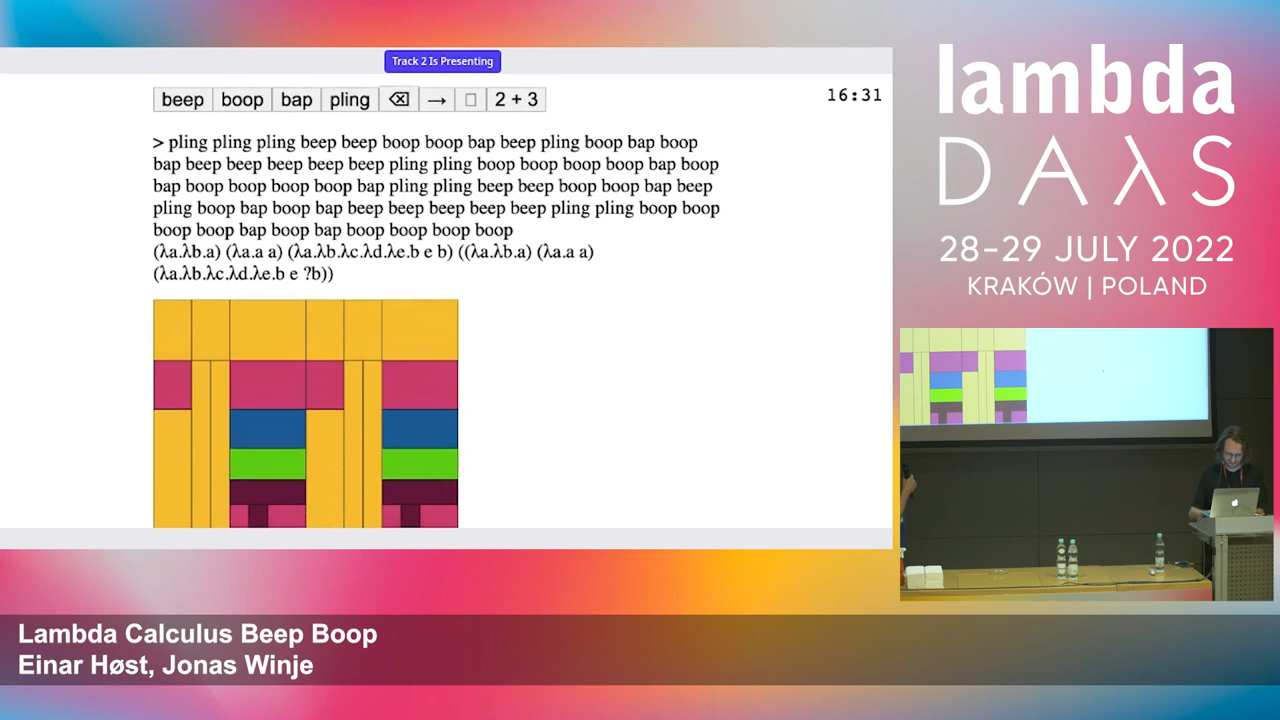 Track 2 Is Presenting
beep boop bap pling ⌫ → 2 + 3
16:31
> pling pling pling beep beep boop boop bap beep pling boop bap boop
bap beep beep beep beep beep pling pling boop boop boop boop bap boop
bap boop boop boop boop bap pling pling beep beep boop boop bap beep
pling boop bap boop bap beep beep beep beep beep pling pling boop boop
boop boop bap boop bap boop boop boop boop
(λa.λb.a) (λa.a a) (λa.λb.λc.λd.λe.b e b) ((λa.λb.a) (λa.a a)
(λa.λb.λc.λd.λe.b e ?b))
lambda
DAλS
28–29 JULY 2022
KRAKÓW | POLAND
Lambda Calculus Beep Boop
Einar Høst, Jonas Winje